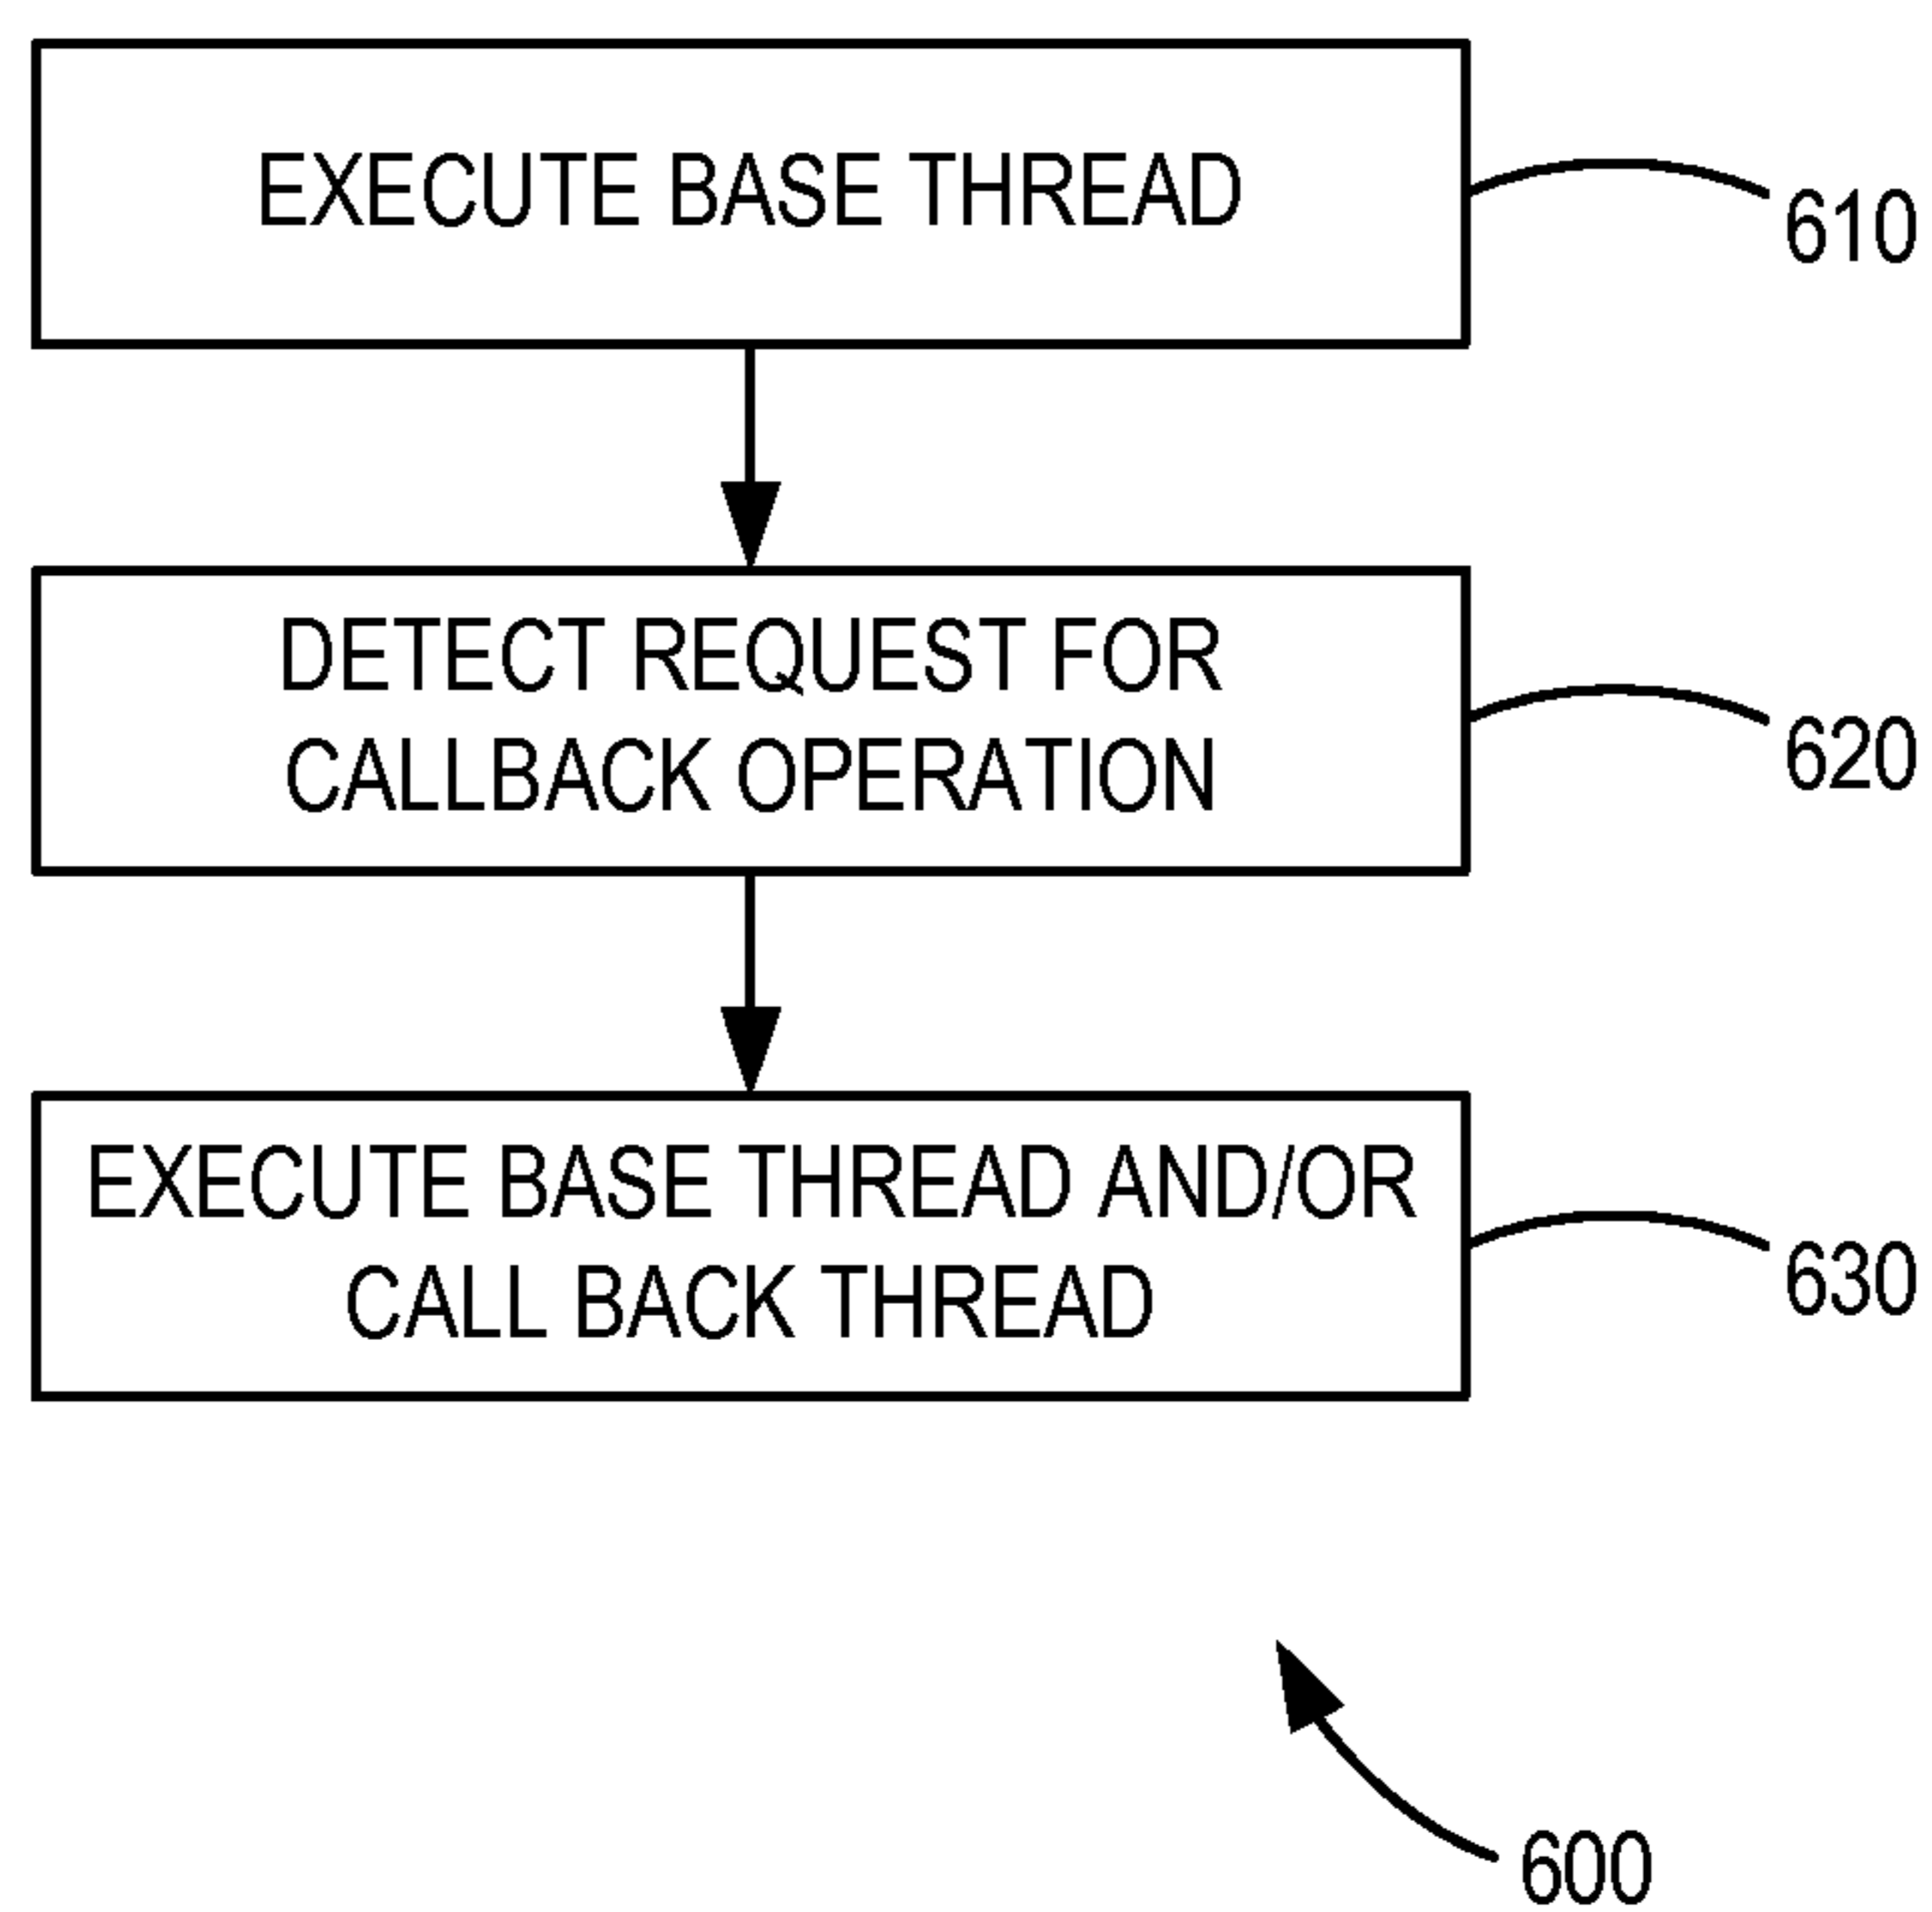 EXECUTE BASE THREAD
610
DETECT REQUEST FOR
CALLBACK OPERATION
620
EXECUTE BASE THREAD AND/OR
CALL BACK THREAD
630
600